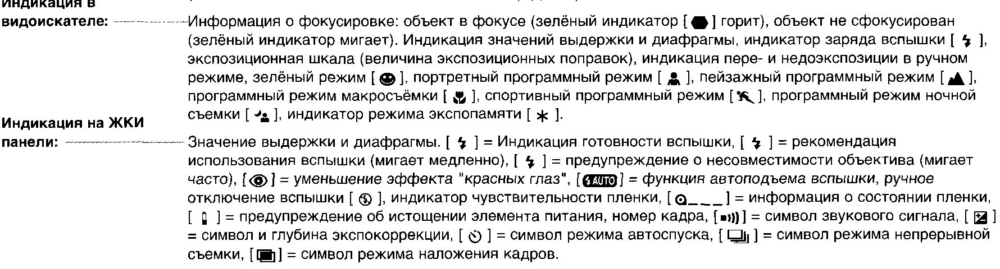 Индикация в
видоискателе: Информация о фокусировке: объект в фокусе (зелёный индикатор [ ⬣ ] горит), объект не сфокусирован
(зелёный индикатор мигает). Индикация значений выдержки и диафрагмы, индикатор заряда вспышки [ ⚡ ],
экспозиционная шкала (величина экспозиционных поправок), индикация пере- и недоэкспозиции в ручном
режиме, зелёный режим [ ☻ ], портретный программный режим [ 👤 ], пейзажный программный режим [ ▲ ],
программный режим макросъёмки [ 🌷 ], спортивный программный режим [ 🏃 ], программный режим ночной
съемки [ ], индикатор режима экспопамяти [ * ].
Индикация на ЖКИ
панели: Значение выдержки и диафрагмы. [ ⚡ ] = Индикация готовности вспышки, [ ⚡ ] = рекомендация
использования вспышки (мигает медленно), [ ⚡ ] = предупреждение о несовместимости объектива (мигает
часто), [👁] = уменьшение эффекта "красных глаз", [⚡AUTO] = функция автоподъема вспышки, ручное
отключение вспышки [ ], индикатор чувствительности пленки, [ _ _ _ ] = информация о состоянии пленки,
[ ] = предупреждение об истощении элемента питания, номер кадра, [ ] = символ звукового сигнала, [ ]
= символ и глубина экспокоррекции, [ ] = символ режима автоспуска, [ ] = символ режима непрерывной
съемки, [ ] = символ режима наложения кадров.